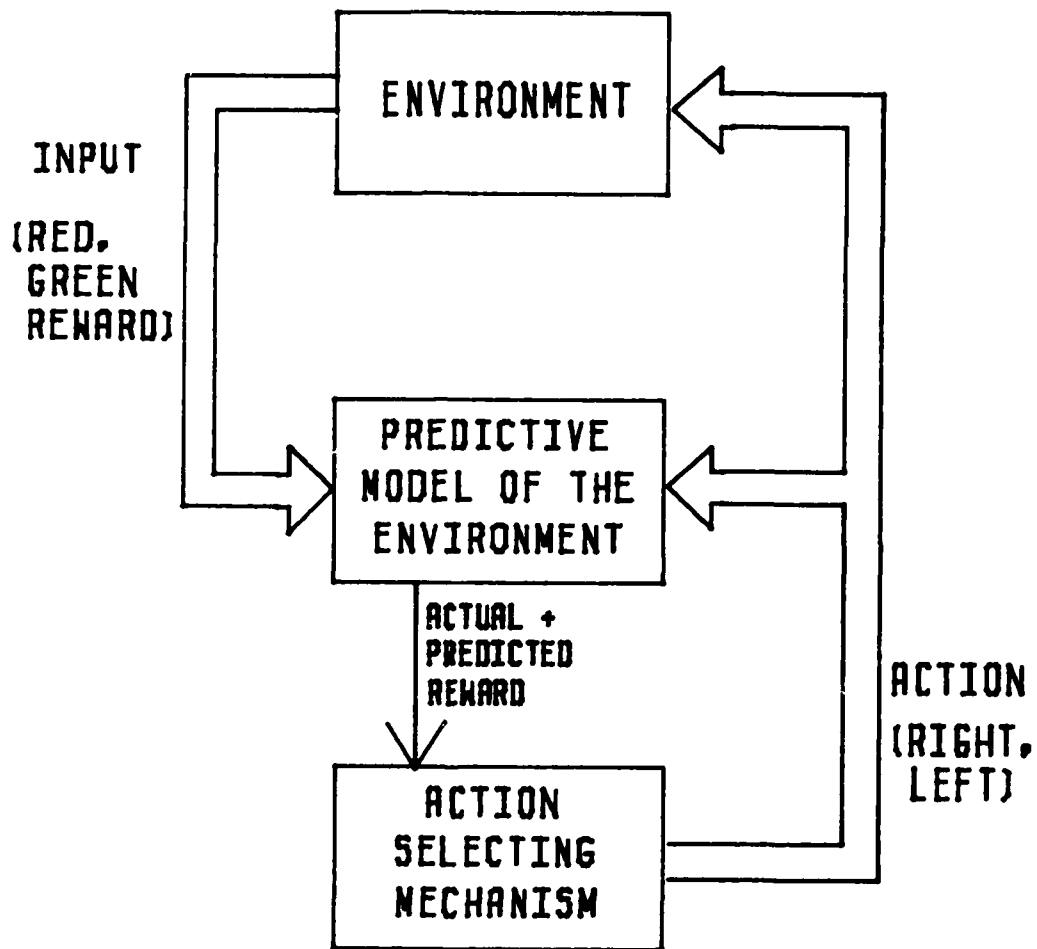 ENVIRONMENT
INPUT
(RED,
GREEN
REWARD)
PREDICTIVE
MODEL OF THE
ENVIRONMENT
ACTUAL +
PREDICTED
REWARD
ACTION
(RIGHT,
LEFT)
ACTION
SELECTING
MECHANISM